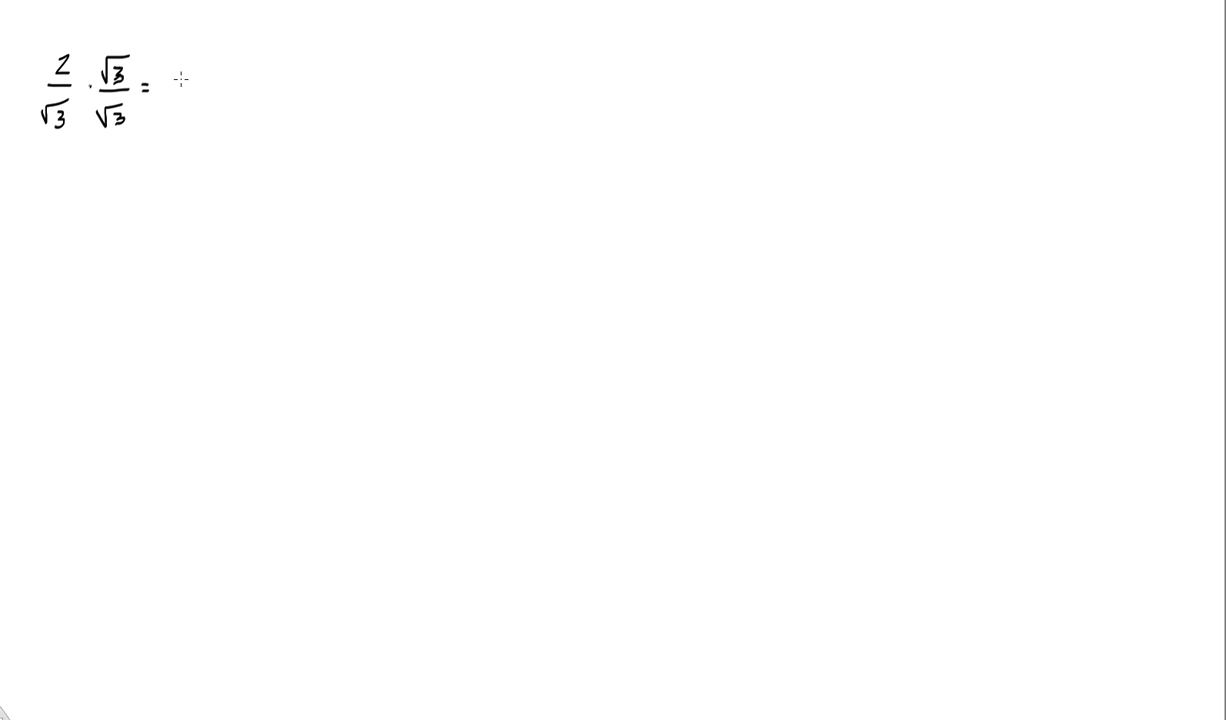 2/√3 · √3/√3 =